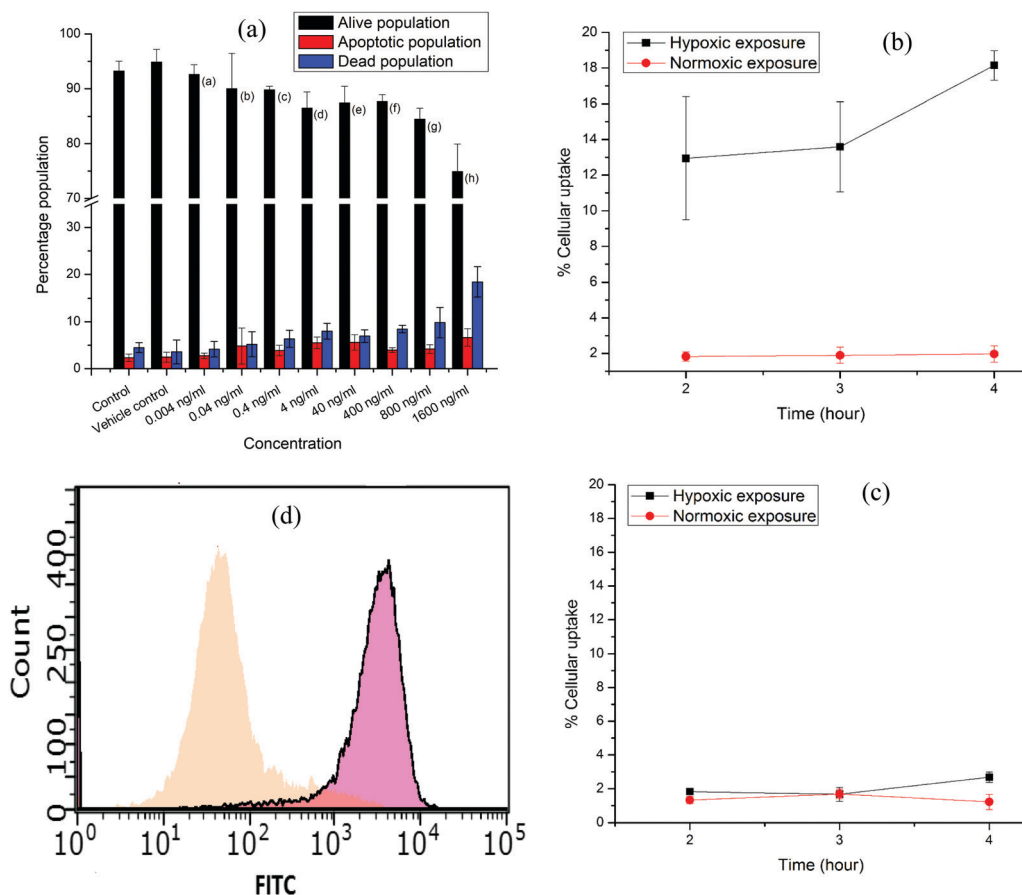 (a)
Alive population
Apoptotic population
Dead population
100
95
90
80
70
30
20
10
0
Percentage population
(a)
(b)
(c)
(d)
(e)
(f)
(g)
(h)
Control
Vehicle control
0.004 ng/ml
0.04 ng/ml
0.4 ng/ml
4 ng/ml
40 ng/ml
400 ng/ml
800 ng/ml
1600 ng/ml
Concentration
(b)
Hypoxic exposure
Normoxic exposure
20
18
16
14
12
10
8
6
4
2
% Cellular uptake
2
3
4
Time (hour)
(d)
400
250
100
0
Count
10^0
10^1
10^2
10^3
10^4
10^5
FITC
(c)
Hypoxic exposure
Normoxic exposure
20
18
16
14
12
10
8
6
4
2
0
% Cellular uptake
2
3
4
Time (hour)